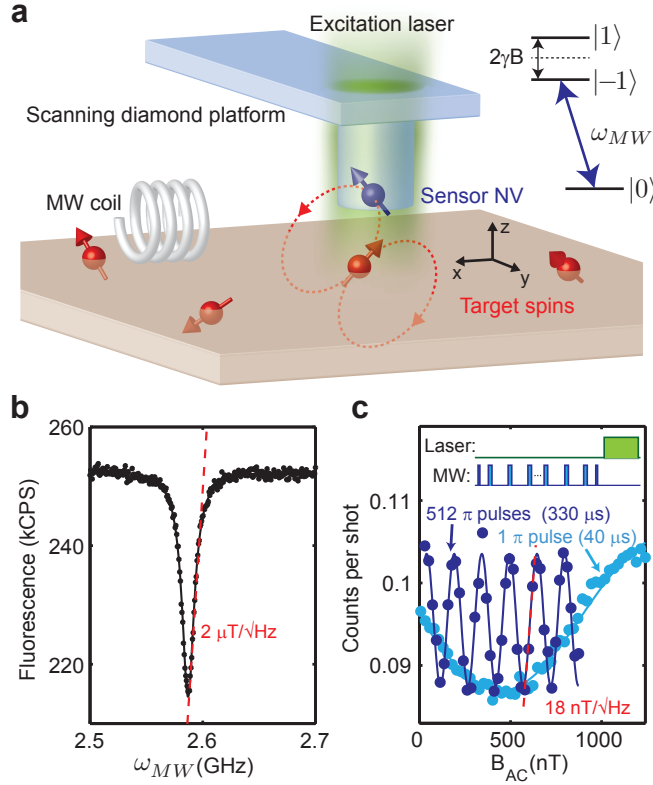 a
Excitation laser
|1⟩
2γB
|−1⟩
Scanning diamond platform
ω_MW
MW coil
Sensor NV
|0⟩
z
x
y
Target spins
b
260
250
240
230
220
Fluorescence (kCPS)
2 μT/√Hz
2.5
2.6
2.7
ω_MW(GHz)
c
Laser:
MW:
0.11
512 π pulses (330 μs)
1 π pulse (40 μs)
0.1
0.09
Counts per shot
18 nT/√Hz
0
500
1000
B_AC(nT)